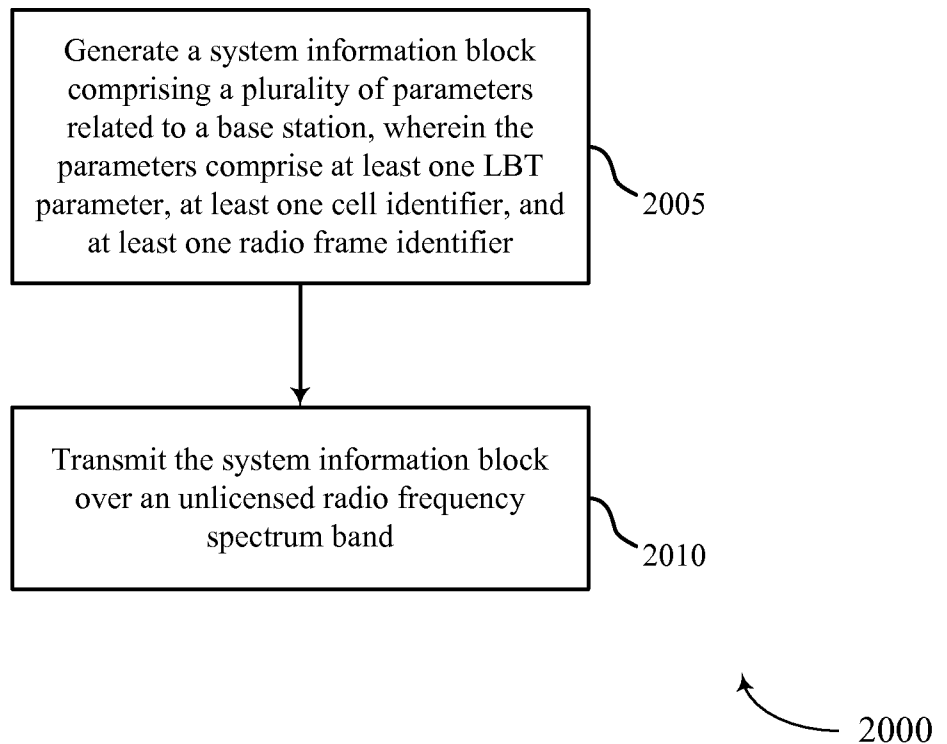 Generate a system information block
comprising a plurality of parameters
related to a base station, wherein the
parameters comprise at least one LBT
parameter, at least one cell identifier, and
at least one radio frame identifier
2005
Transmit the system information block
over an unlicensed radio frequency
spectrum band
2010
2000